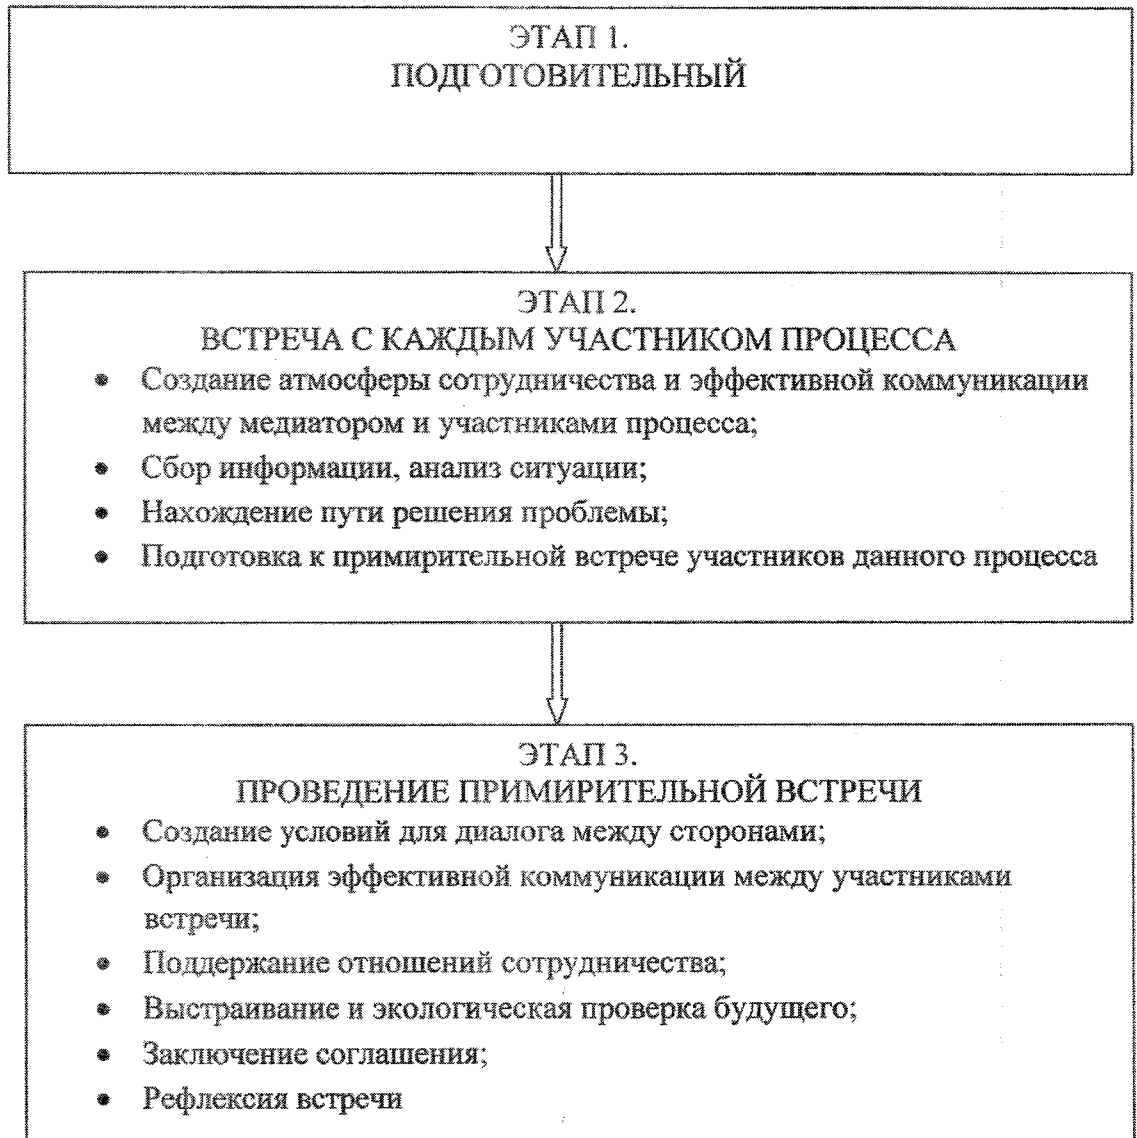 ЭТАП 1.
ПОДГОТОВИТЕЛЬНЫЙ
ЭТАП 2.
ВСТРЕЧА С КАЖДЫМ УЧАСТНИКОМ ПРОЦЕССА
• Создание атмосферы сотрудничества и эффективной коммуникации
между медиатором и участниками процесса;
• Сбор информации, анализ ситуации;
• Нахождение пути решения проблемы;
• Подготовка к примирительной встрече участников данного процесса
ЭТАП 3.
ПРОВЕДЕНИЕ ПРИМИРИТЕЛЬНОЙ ВСТРЕЧИ
• Создание условий для диалога между сторонами;
• Организация эффективной коммуникации между участниками
встречи;
• Поддержание отношений сотрудничества;
• Выстраивание и экологическая проверка будущего;
• Заключение соглашения;
• Рефлексия встречи